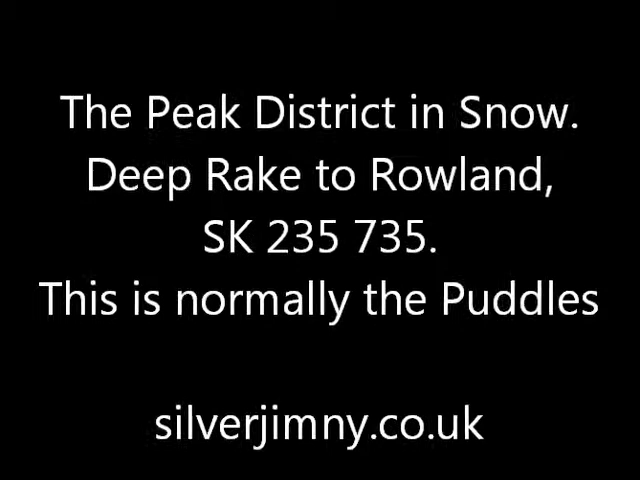 The Peak District in Snow.
Deep Rake to Rowland,
SK 235 735.
This is normally the Puddles
silverjimny.co.uk